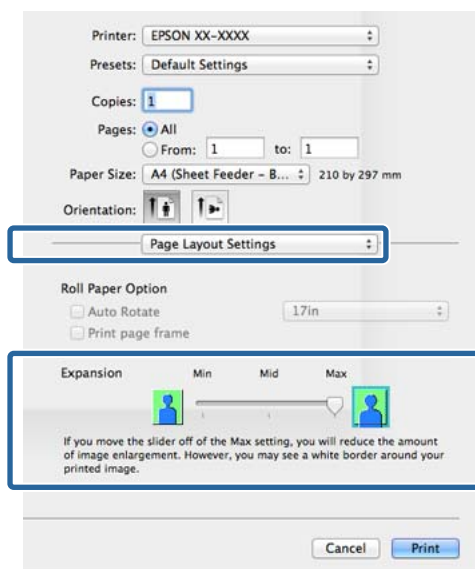 Printer: EPSON XX-XXXX
Presets: Default Settings
Copies: 1
Pages: All
From: 1 to: 1
Paper Size: A4 (Sheet Feeder - B... 210 by 297 mm
Orientation:
Page Layout Settings
Roll Paper Option
Auto Rotate 17in
Print page frame
Expansion Min Mid Max
If you move the slider off of the Max setting, you will reduce the amount
of image enlargement. However, you may see a white border around your
printed image.
Cancel Print